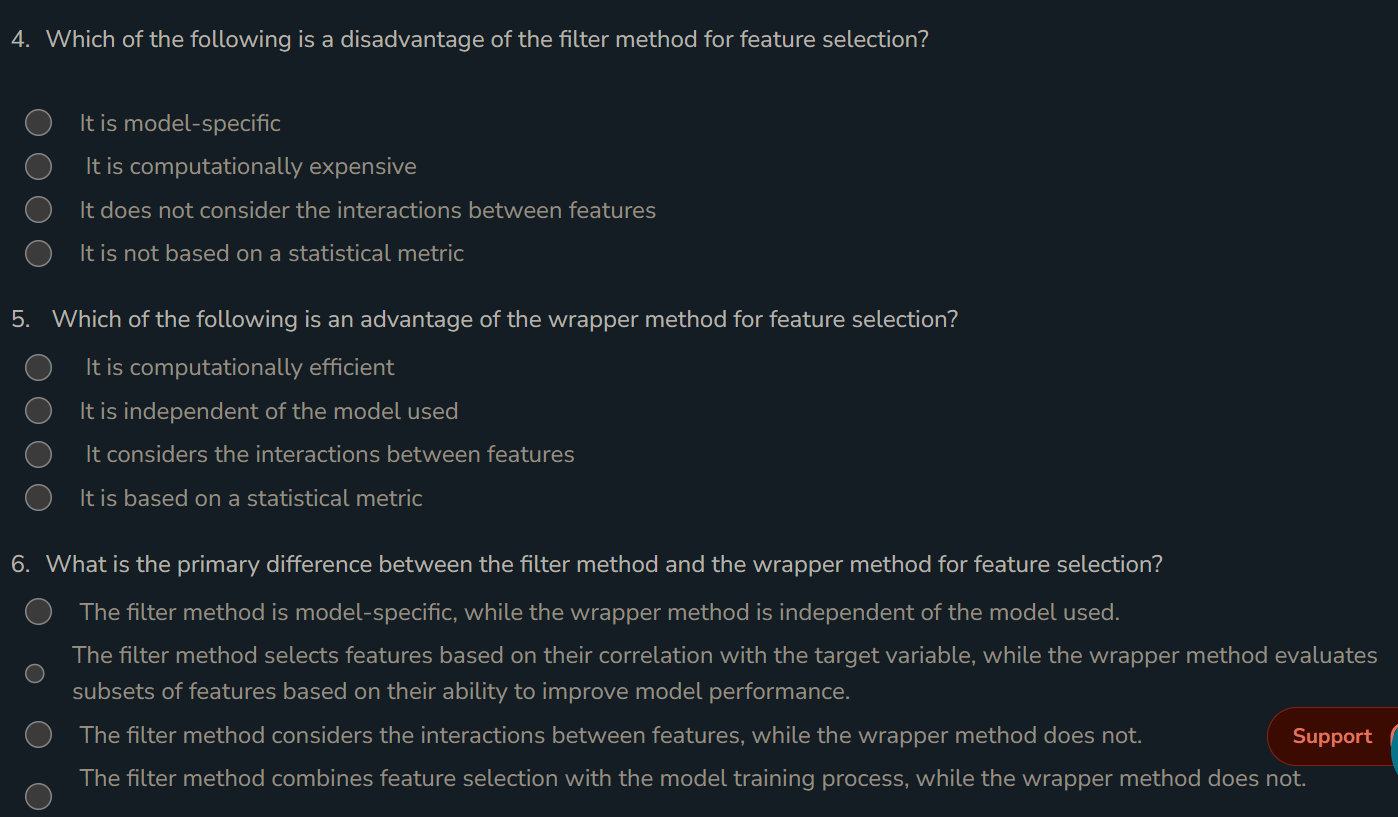 4. Which of the following is a disadvantage of the filter method for feature selection?
It is model-specific
It is computationally expensive
It does not consider the interactions between features
It is not based on a statistical metric
5. Which of the following is an advantage of the wrapper method for feature selection?
It is computationally efficient
It is independent of the model used
It considers the interactions between features
It is based on a statistical metric
6. What is the primary difference between the filter method and the wrapper method for feature selection?
The filter method is model-specific, while the wrapper method is independent of the model used.
The filter method selects features based on their correlation with the target variable, while the wrapper method evaluates
subsets of features based on their ability to improve model performance.
The filter method considers the interactions between features, while the wrapper method does not.
Support
The filter method combines feature selection with the model training process, while the wrapper method does not.